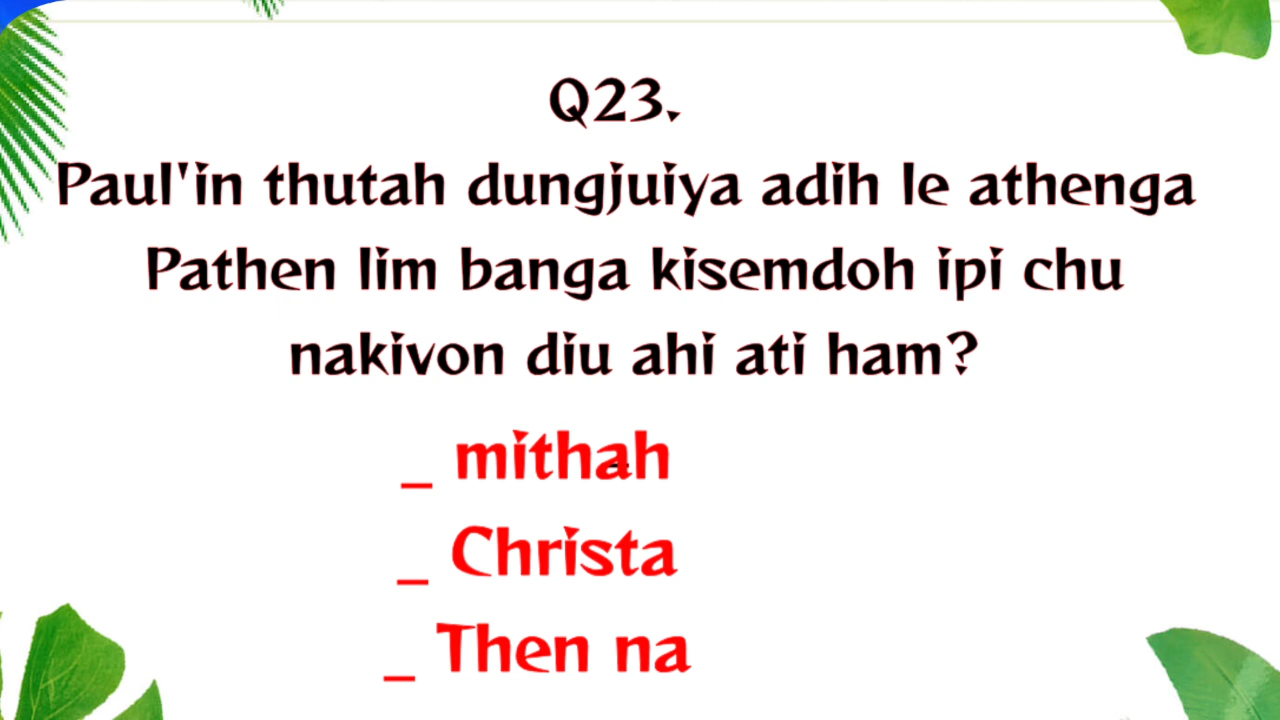 Q23.
Paul'in thutah dungjuiya adih le athenga
Pathen lim banga kisemdoh ipi chu
nakivon diu ahi ati ham?
_ mithah
_ Christa
_ Then na